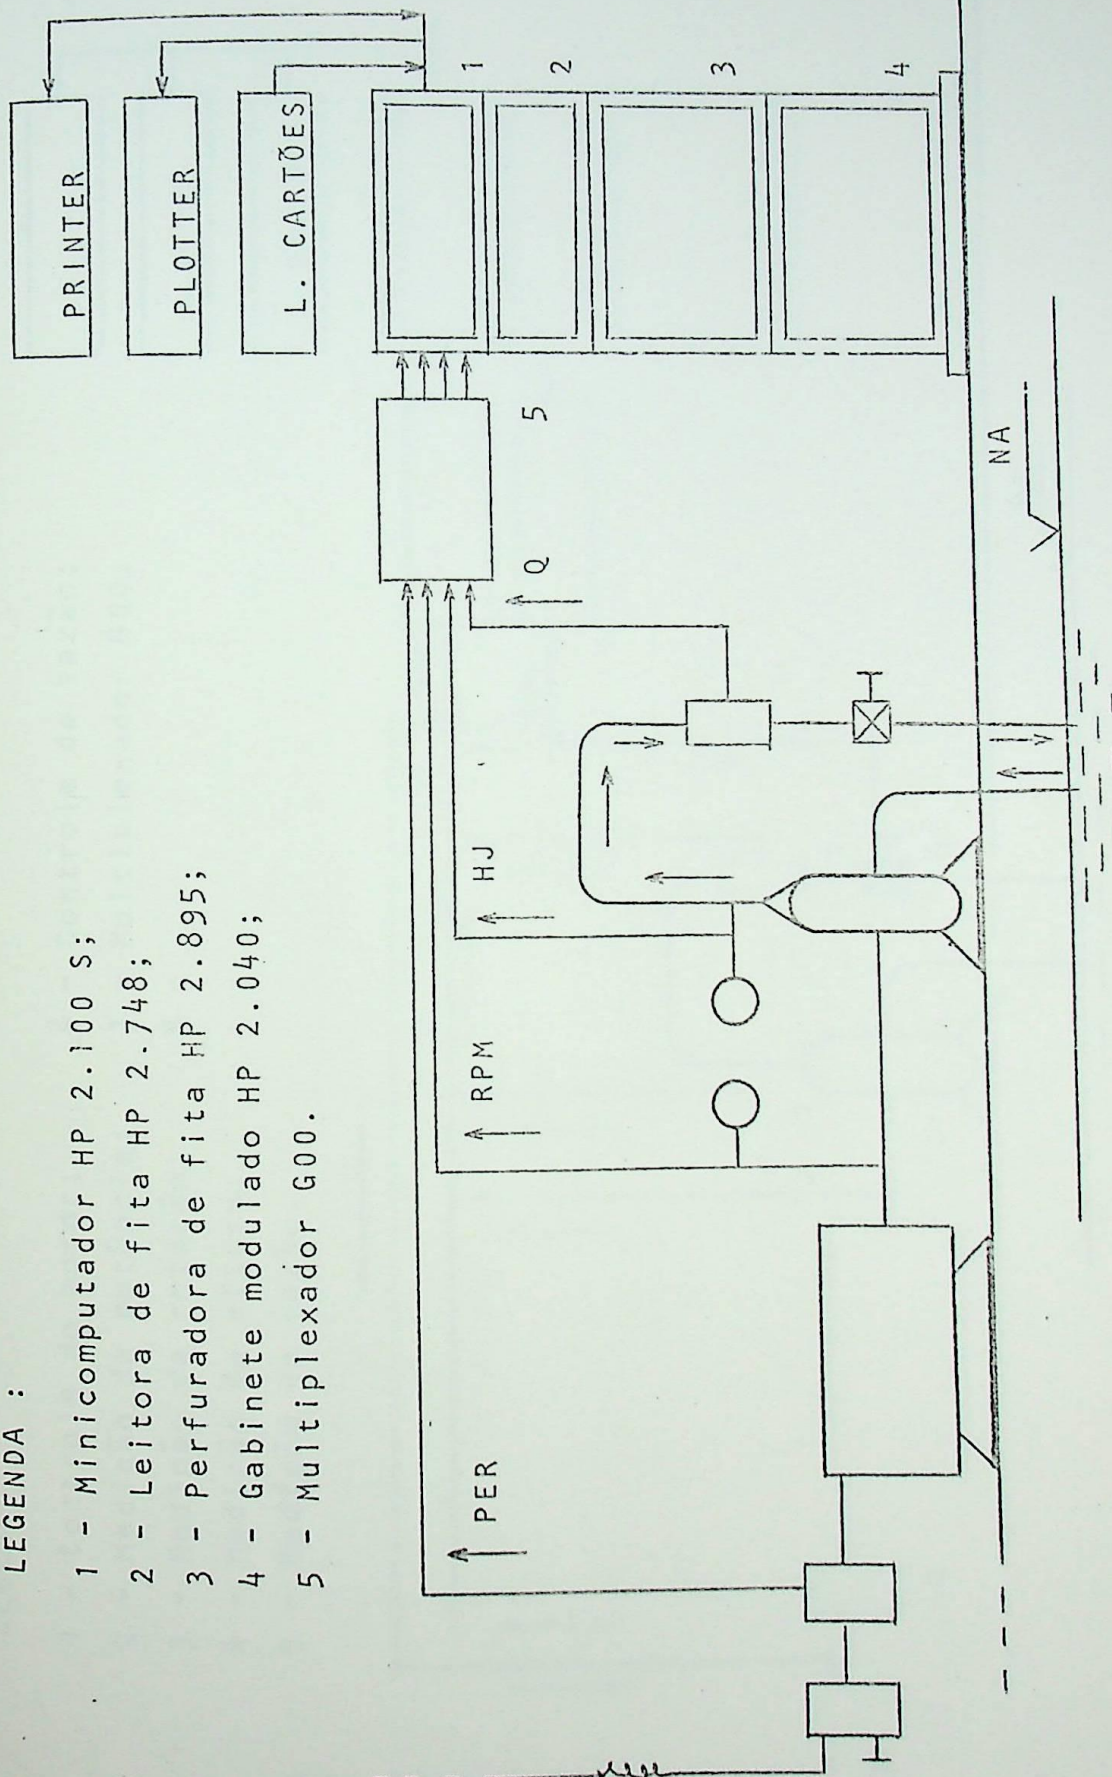 LEGENDA :
1 - Minicomputador HP 2.100 S;
2 - Leitora de fita HP 2.748;
3 - Perfuradora de fita HP 2.895;
4 - Gabinete modulado HP 2.040;
5 - Multiplexador G00.
PRINTER
PLOTTER
L. CARTÕES
1
2
3
4
5
PER
RPM
HJ
Q
NA